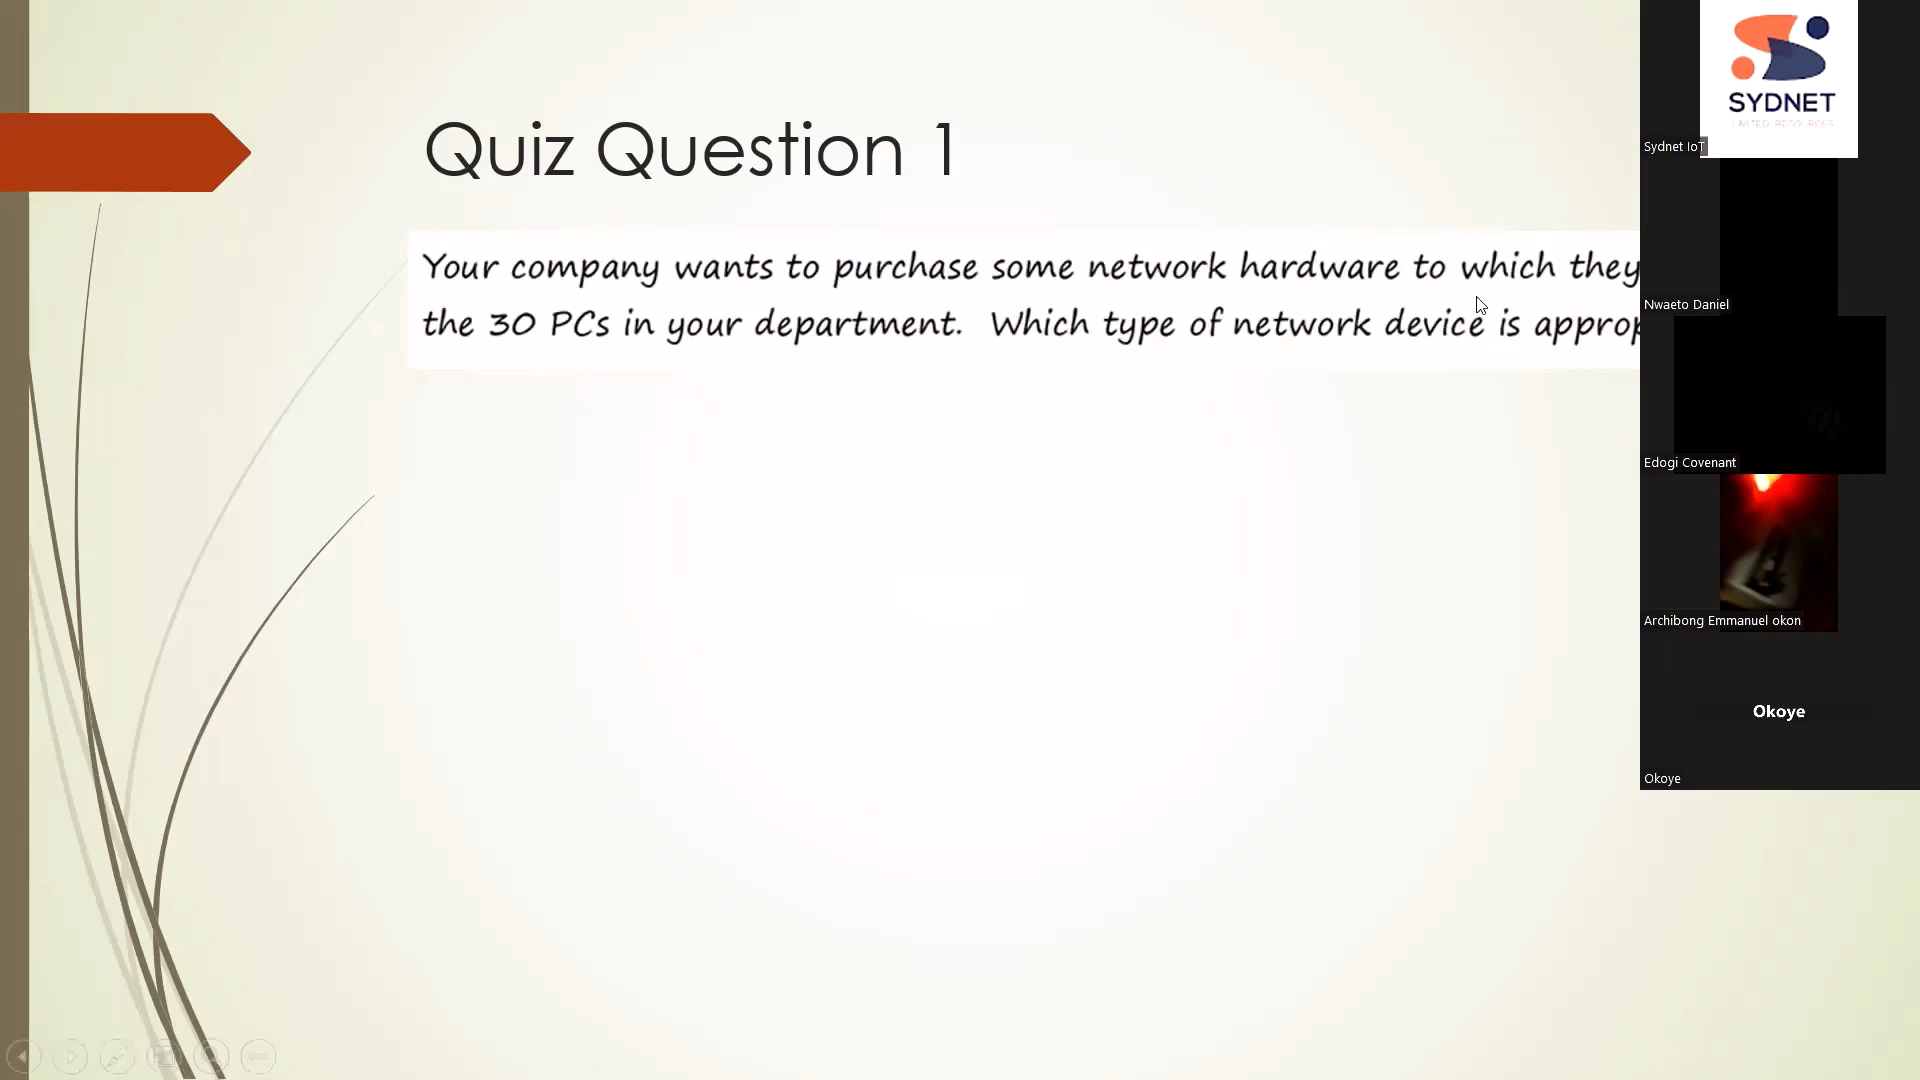 Quiz Question 1
Your company wants to purchase some network hardware to which they
the 30 PCs in your department. Which type of network device is
SYDNET
LIMITED RESOURCES
Sydnet IoT
Nwaeto Daniel
Edogi Covenant
Archibong Emmanuel okon
Okoye
Okoye